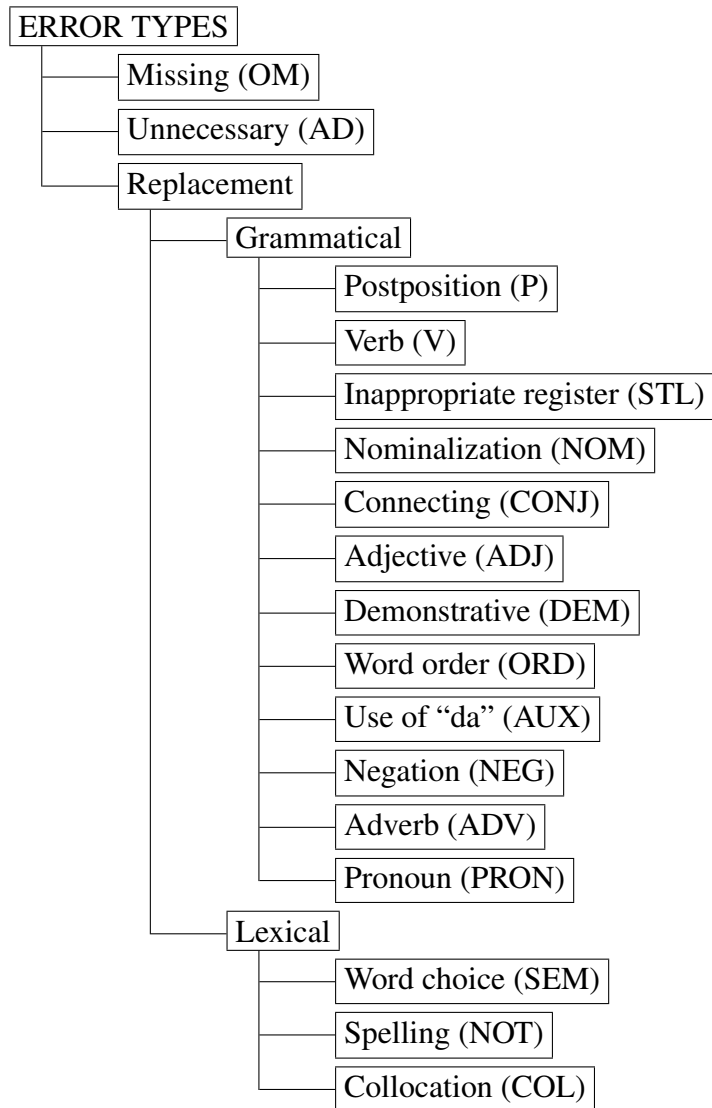 ERROR TYPES
Missing (OM)
Unnecessary (AD)
Replacement
Grammatical
Postposition (P)
Verb (V)
Inappropriate register (STL)
Nominalization (NOM)
Connecting (CONJ)
Adjective (ADJ)
Demonstrative (DEM)
Word order (ORD)
Use of “da” (AUX)
Negation (NEG)
Adverb (ADV)
Pronoun (PRON)
Lexical
Word choice (SEM)
Spelling (NOT)
Collocation (COL)